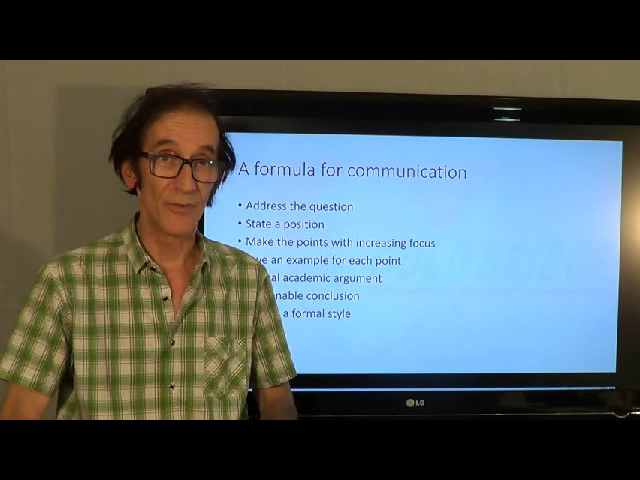 A formula for communication
• Address the question
• State a position
• Make the points with increasing focus
an example for each point
academic argument
conclusion
a formal style
LG